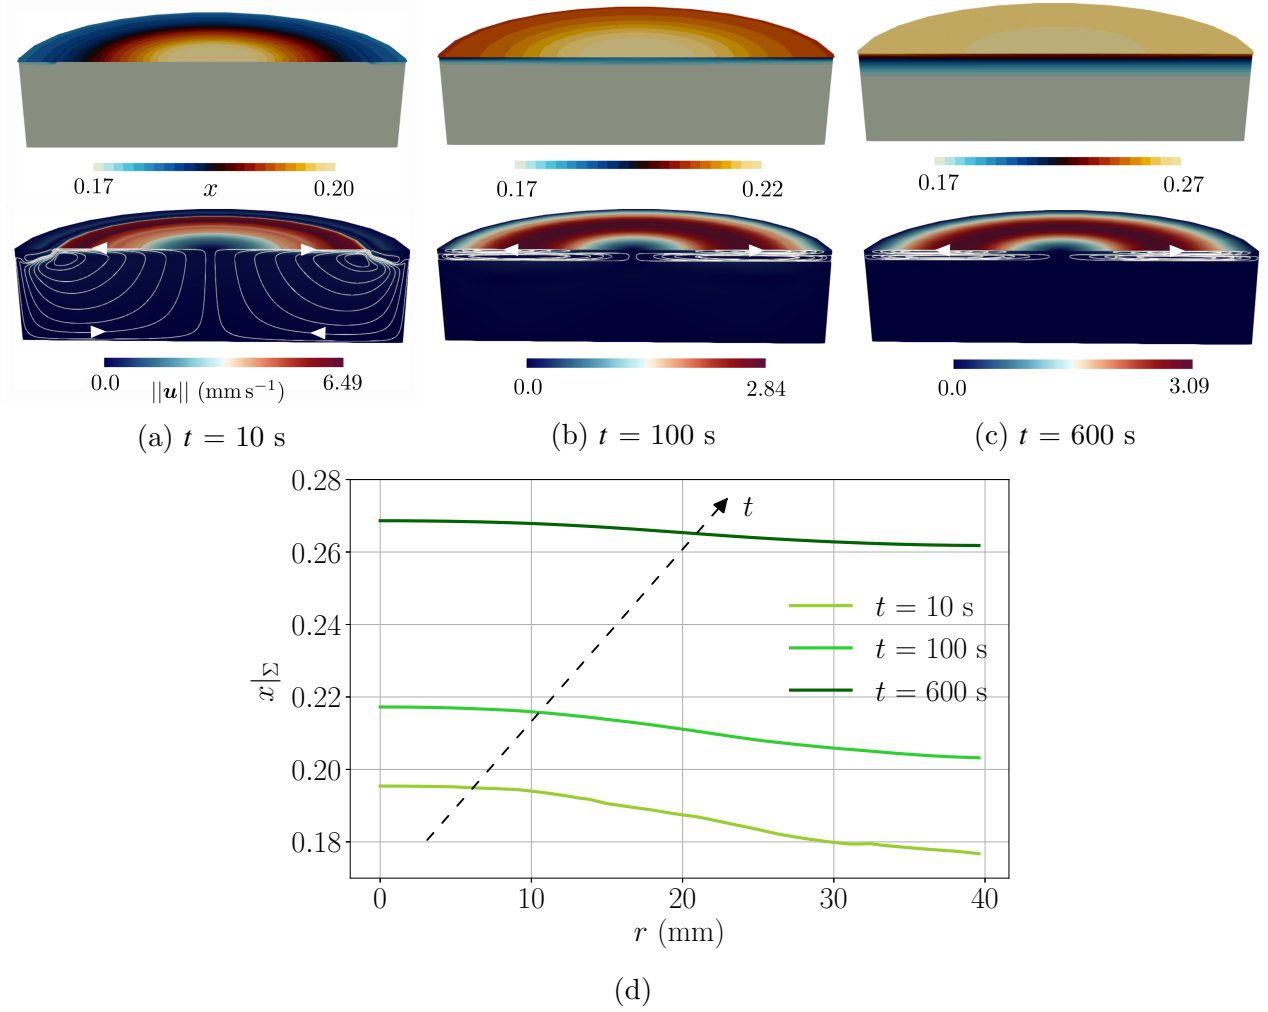 0.17 x 0.20
0.17 0.22
0.17 0.27
0.0 ||u|| (mm s⁻¹) 6.49
0.0 2.84
0.0 3.09
(a) t = 10 s
(b) t = 100 s
(c) t = 600 s
0.28
0.26
0.24
0.22
0.20
0.18
x|Σ
t
t = 10 s
t = 100 s
t = 600 s
0 10 20 30 40
r (mm)
(d)